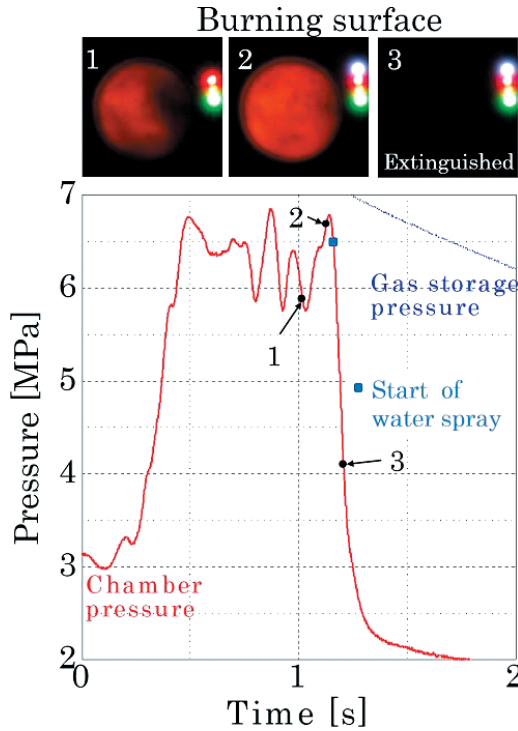 Burning surface
1
2
3
Extinguished
7
6
5
4
3
2
Pressure [MPa]
2
1
3
Gas storage
pressure
Start of
water spray
Chamber
pressure
0
1
2
Time [s]